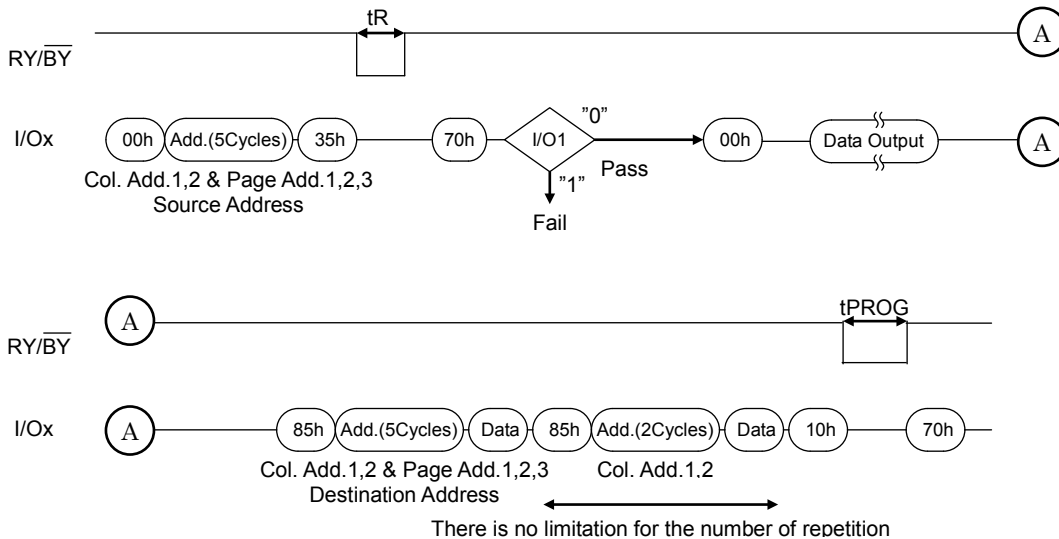 tR
A
RY/BY
"0"
I/Ox 00h Add.(5Cycles) 35h 70h I/O1 00h Data Output A
Pass
Col. Add.1,2 & Page Add.1,2,3 "1"
Source Address
Fail
tPROG
A
RY/BY
I/Ox A 85h Add.(5Cycles) Data 85h Add.(2Cycles) Data 10h 70h
Col. Add.1,2 & Page Add.1,2,3 Col. Add.1,2
Destination Address
There is no limitation for the number of repetition